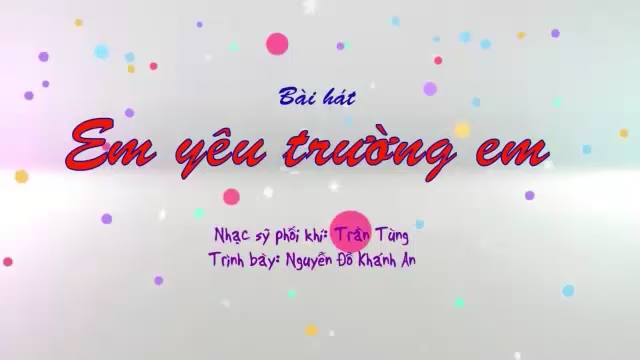 Bài hát
Em yêu trường em
Nhạc sỹ phối khí: Trần Tùng
Trình bày: Nguyễn Đỗ Khánh An